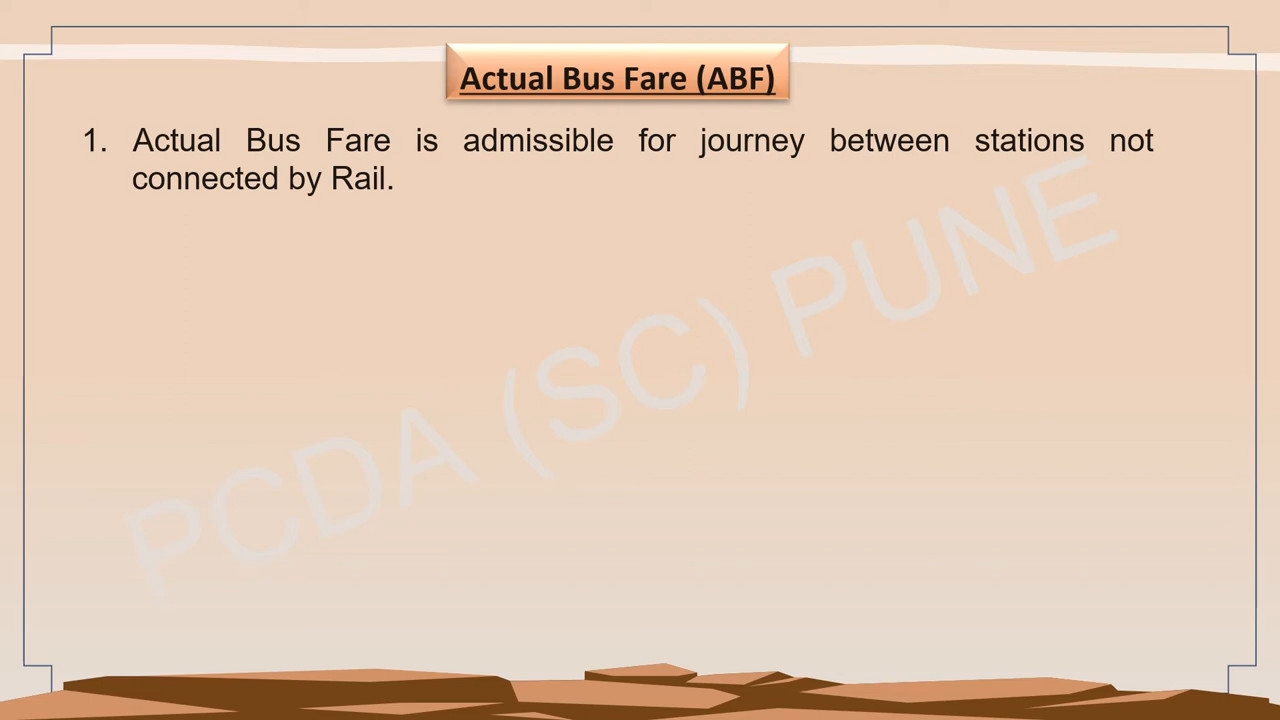 Actual Bus Fare (ABF)
1. Actual Bus Fare is admissible for journey between stations not
connected by Rail.
PCDA (SC) PUNE